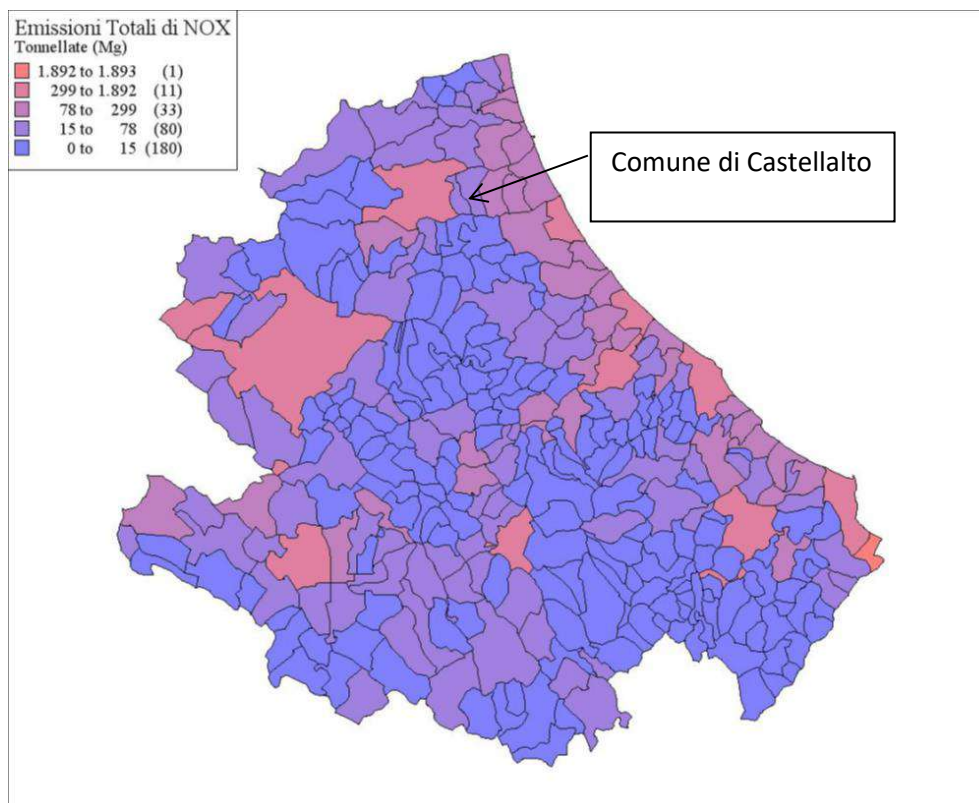 Emissioni Totali di NOX
Tonnellate (Mg)
1.892 to 1.893 (1)
299 to 1.892 (11)
78 to 299 (33)
15 to 78 (80)
0 to 15 (180)
Comune di Castellalto